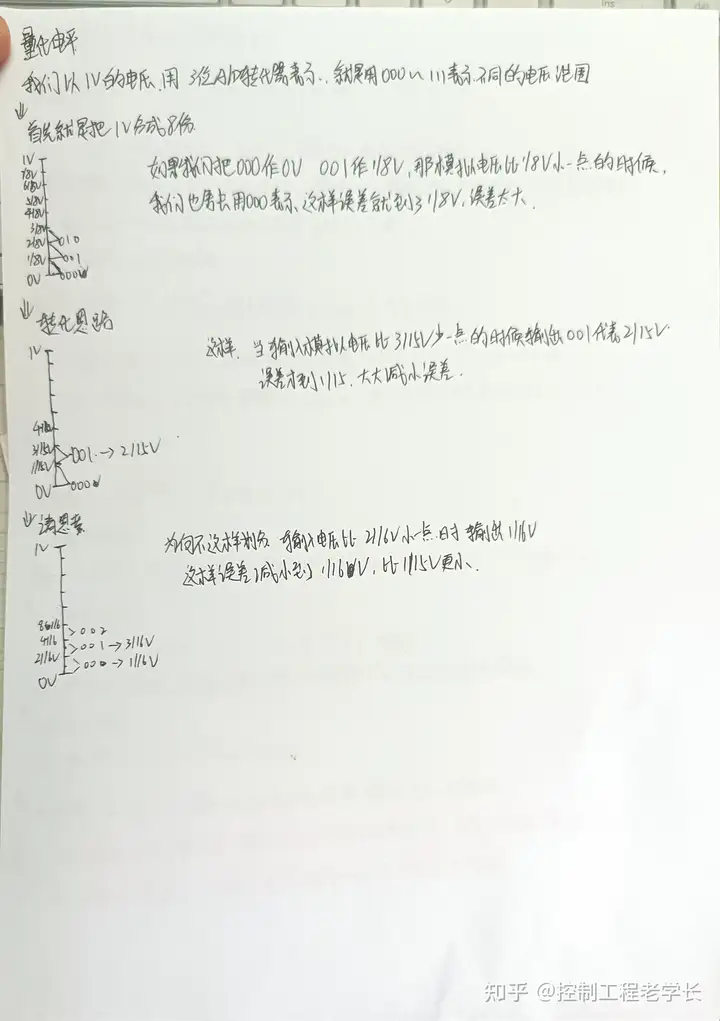 量化电平
我们以1V的电压用3位A/D转化器表示,就是用000~111表示不同的电压范围
首先就是把1V分成8份
1V
7/8V
6/8V
5/8V
4/8V
3/8V
2/8V 010
1/8V 001
0V 000
如果我们把000作0V 001作1/8V,那模拟电压比1/8V小一点的时候,
我们也要去用000表示,这样误差就到了1/8V,误差太大.
转化思路
1V
3/15V 001→2/15V
1/15V
0V 000
这样,当输入模拟电压比3/15V少一点的时候输出001代表2/15V.
误差才到1/15,大大减小误差.
请思考
1V
002
4/16 001→3/16V
2/16V 000→1/16V
0V
为何不这样划分 输入电压比2/16V小一点时输出1/16V
这样误差减小到了1/16V,比1/15V更小.
知乎 @控制工程老学长